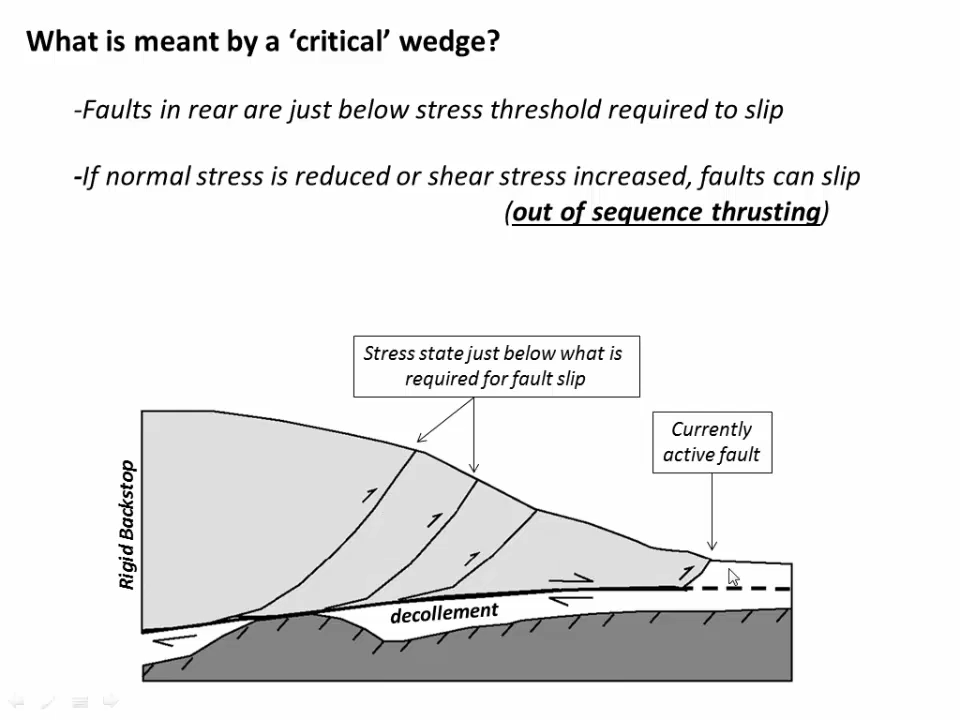 What is meant by a ‘critical’ wedge?
-Faults in rear are just below stress threshold required to slip
-If normal stress is reduced or shear stress increased, faults can slip
(out of sequence thrusting)
Stress state just below what is
required for fault slip
Currently
active fault
Rigid Backstop
decollement